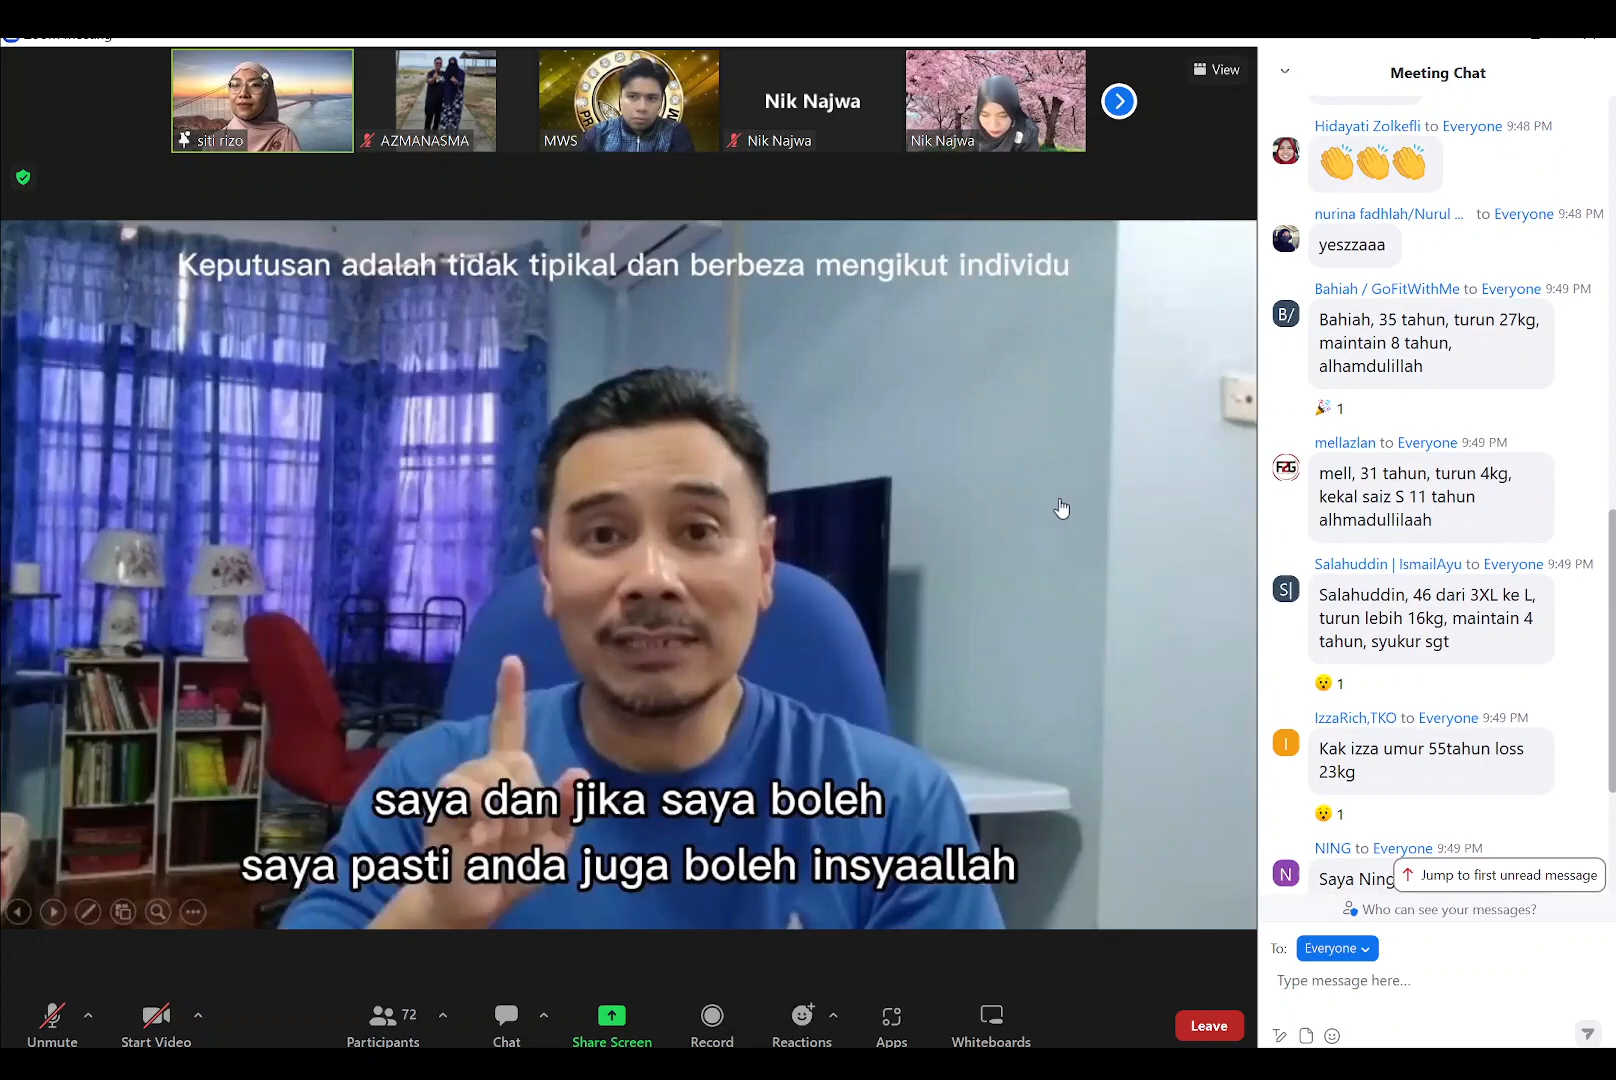 View
siti rizo
AZMANASMA
MWS
Nik Najwa
Nik Najwa
Nik Najwa
Keputusan adalah tidak tipikal dan berbeza mengikut individu
saya dan jika saya boleh
saya pasti anda juga boleh insyaallah
Unmute
Start Video
72
Participants
Chat
Share Screen
Record
Reactions
Apps
Whiteboards
Leave
Meeting Chat
Hidayati Zolkefli to Everyone 9:48 PM
👏👏👏
nurina fadhlah/Nurul ... to Everyone 9:48 PM
yeszzaaa
Bahiah / GoFitWithMe to Everyone 9:49 PM
B/
Bahiah, 35 tahun, turun 27kg,
maintain 8 tahun,
alhamdulillah
🎉 1
mellazlan to Everyone 9:49 PM
mell, 31 tahun, turun 4kg,
kekal saiz S 11 tahun
alhmadullilaah
Salahuddin | IsmailAyu to Everyone 9:49 PM
S|
Salahuddin, 46 dari 3XL ke L,
turun lebih 16kg, maintain 4
tahun, syukur sgt
😮 1
IzzaRich,TKO to Everyone 9:49 PM
I
Kak izza umur 55tahun loss
23kg
😮 1
NING to Everyone 9:49 PM
N
Saya Ning
Jump to first unread message
Who can see your messages?
To: Everyone
Type message here...